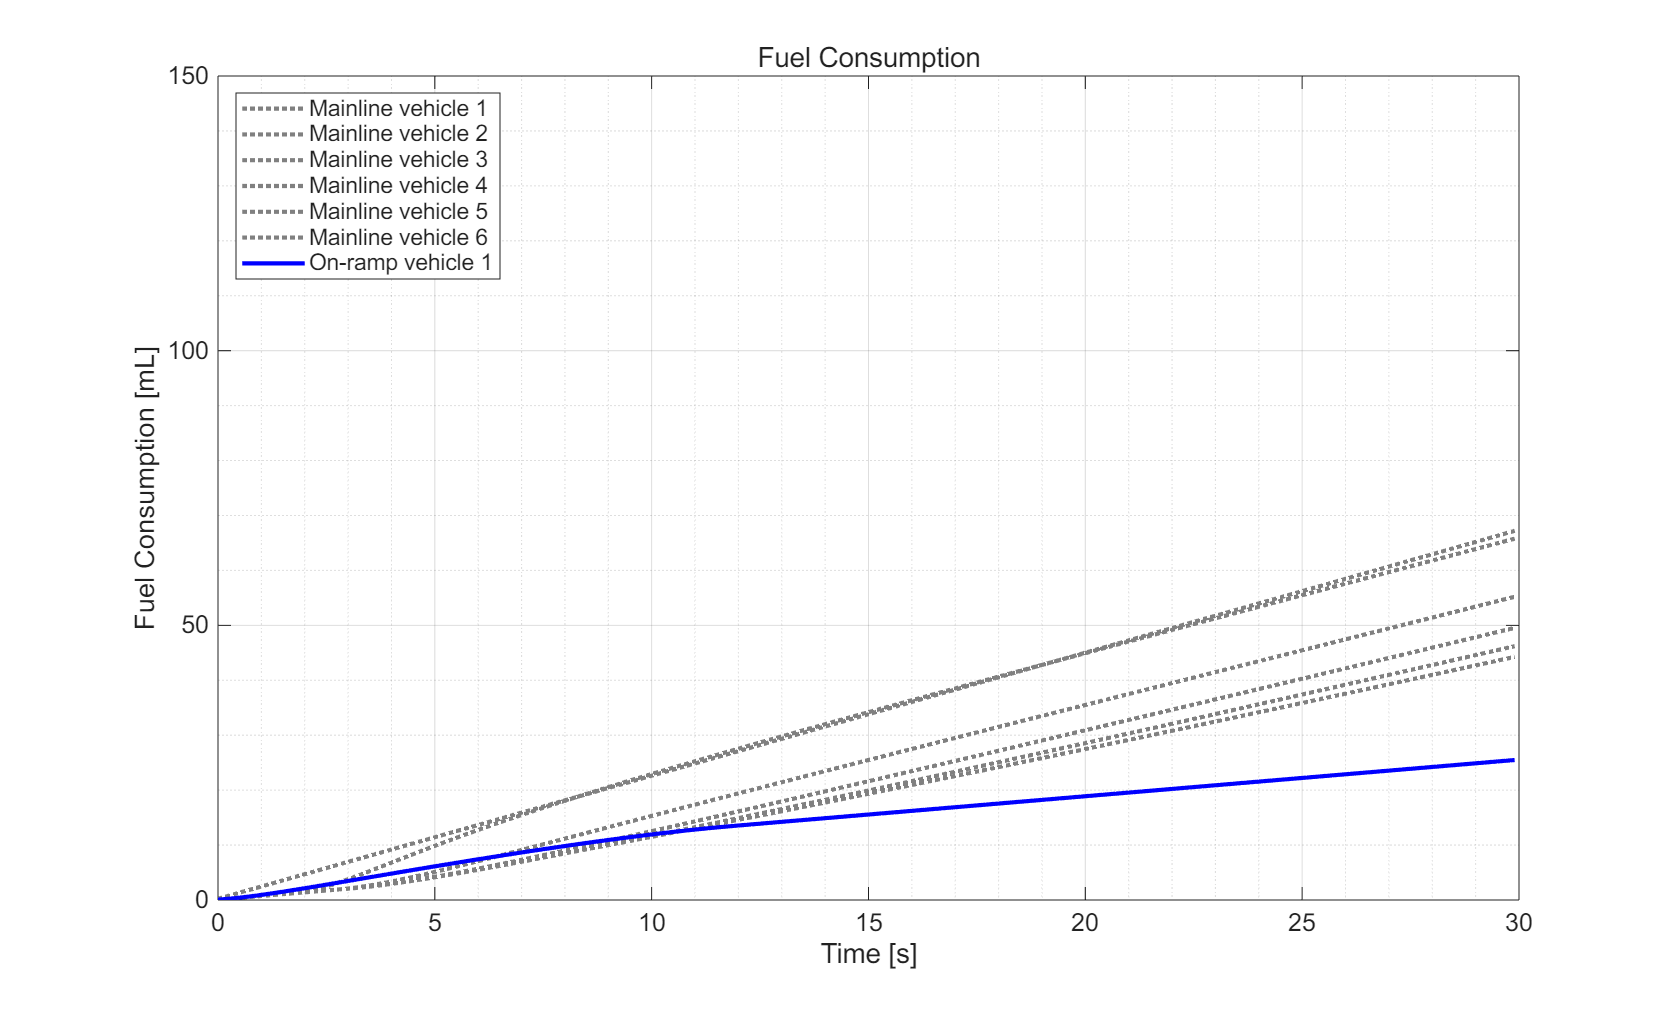 Fuel Consumption
150
100
50
0
Fuel Consumption [mL]
Mainline vehicle 1
Mainline vehicle 2
Mainline vehicle 3
Mainline vehicle 4
Mainline vehicle 5
Mainline vehicle 6
On-ramp vehicle 1
0 5 10 15 20 25 30
Time [s]